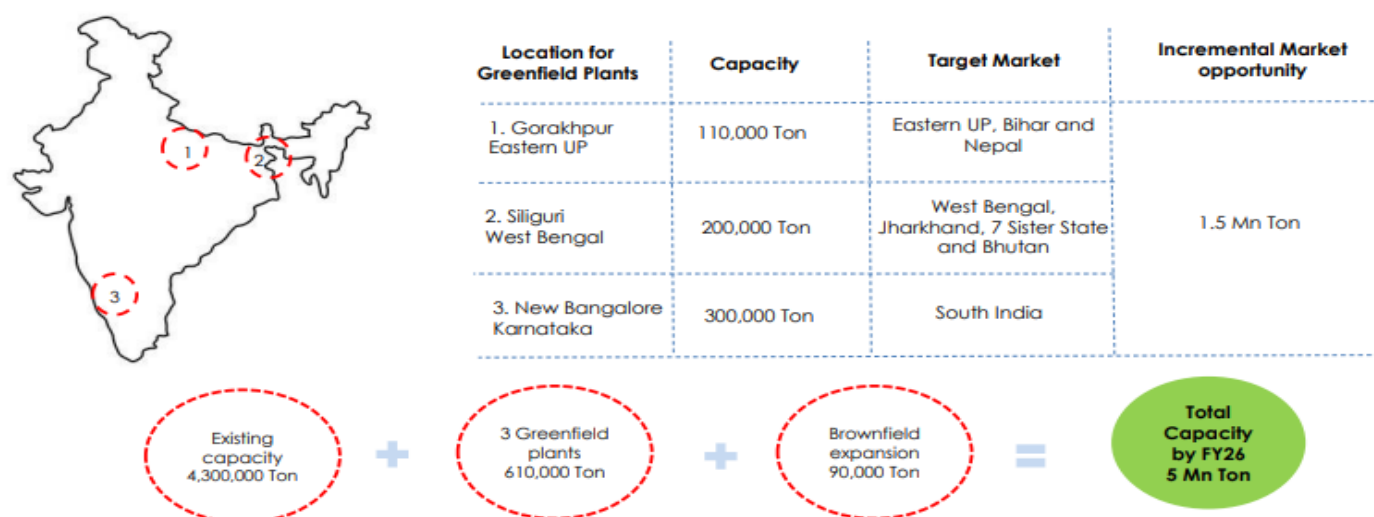 Location for
Greenfield Plants
Capacity
Target Market
Incremental Market
opportunity
1. Gorakhpur
Eastern UP
110,000 Ton
Eastern UP, Bihar and
Nepal
2. Siliguri
West Bengal
200,000 Ton
West Bengal,
Jharkhand, 7 Sister State
and Bhutan
1.5 Mn Ton
3. New Bangalore
Karnataka
300,000 Ton
South India
1
2
3
Existing
capacity
4,300,000 Ton
+
3 Greenfield
plants
610,000 Ton
+
Brownfield
expansion
90,000 Ton
=
Total
Capacity
by FY26
5 Mn Ton